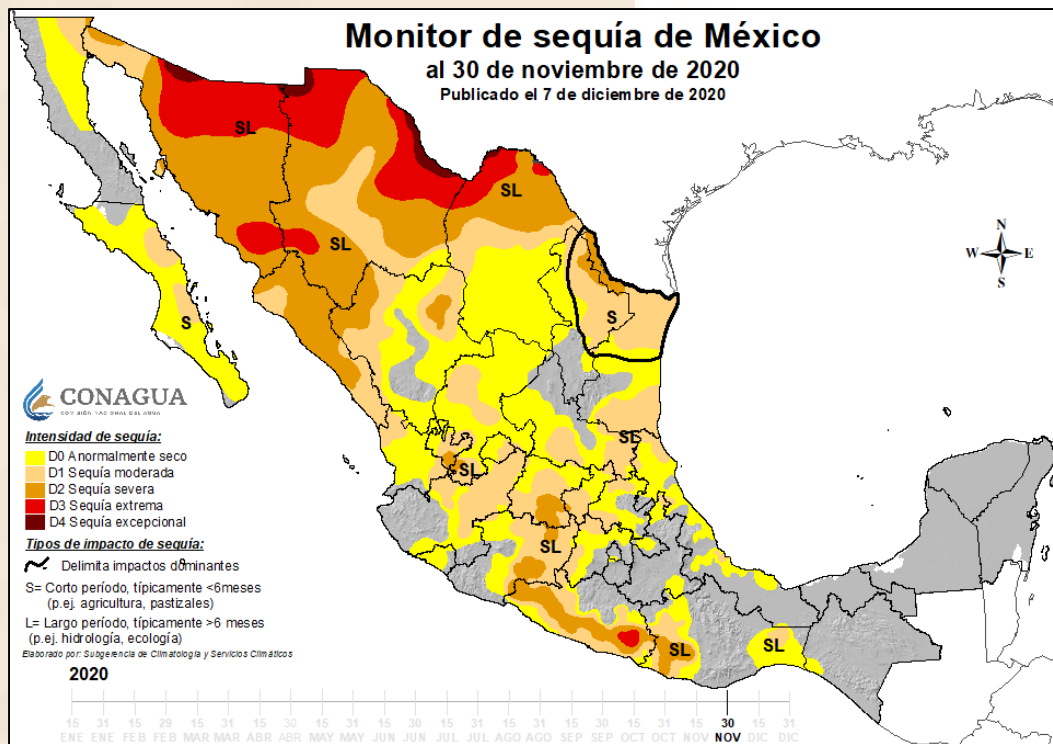 Monitor de sequía de México
al 30 de noviembre de 2020
Publicado el 7 de diciembre de 2020
N
W E
S
SL
SL
SL
S
S
SL
SL
SL
SL
SL
CONAGUA
COMISIÓN NACIONAL DEL AGUA
Intensidad de sequía:
D0 Anormalmente seco
D1 Sequía moderada
D2 Sequía severa
D3 Sequía extrema
D4 Sequía excepcional
Tipos de impacto de sequía:
Delimita impactos dominantes
S= Corto período, típicamente <6meses
(p.ej. agricultura, pastizales)
L= Largo período, típicamente >6 meses
(p.ej. hidrología, ecología)
Elaborado por: Subgerencia de Climatología y Servicios Climáticos
2020
15 31 15 29 15 31 15 30 15 31 15 30 15 31 15 31 15 30 15 31 15 30 15 31
ENE ENE FEB FEB MAR MAR ABR ABR MAY MAY JUN JUN JUL JUL AGO AGO SEP SEP OCT OCT NOV NOV DIC DIC